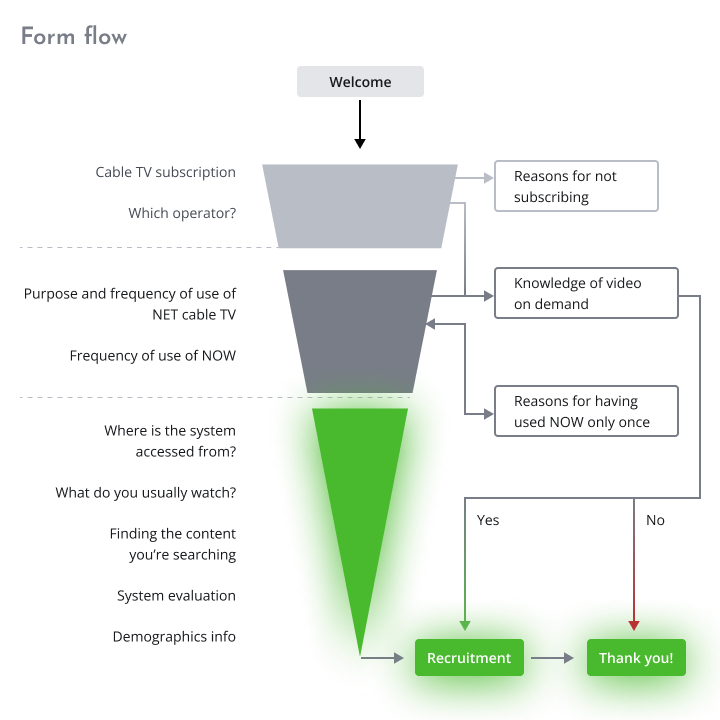 Form flow
Welcome
Cable TV subscription
Which operator?
Reasons for not
subscribing
Purpose and frequency of use of
NET cable TV
Frequency of use of NOW
Knowledge of video
on demand
Reasons for having
used NOW only once
Where is the system
accessed from?
What do you usually watch?
Finding the content
you’re searching
System evaluation
Demographics info
Yes
No
Recruitment
Thank you!